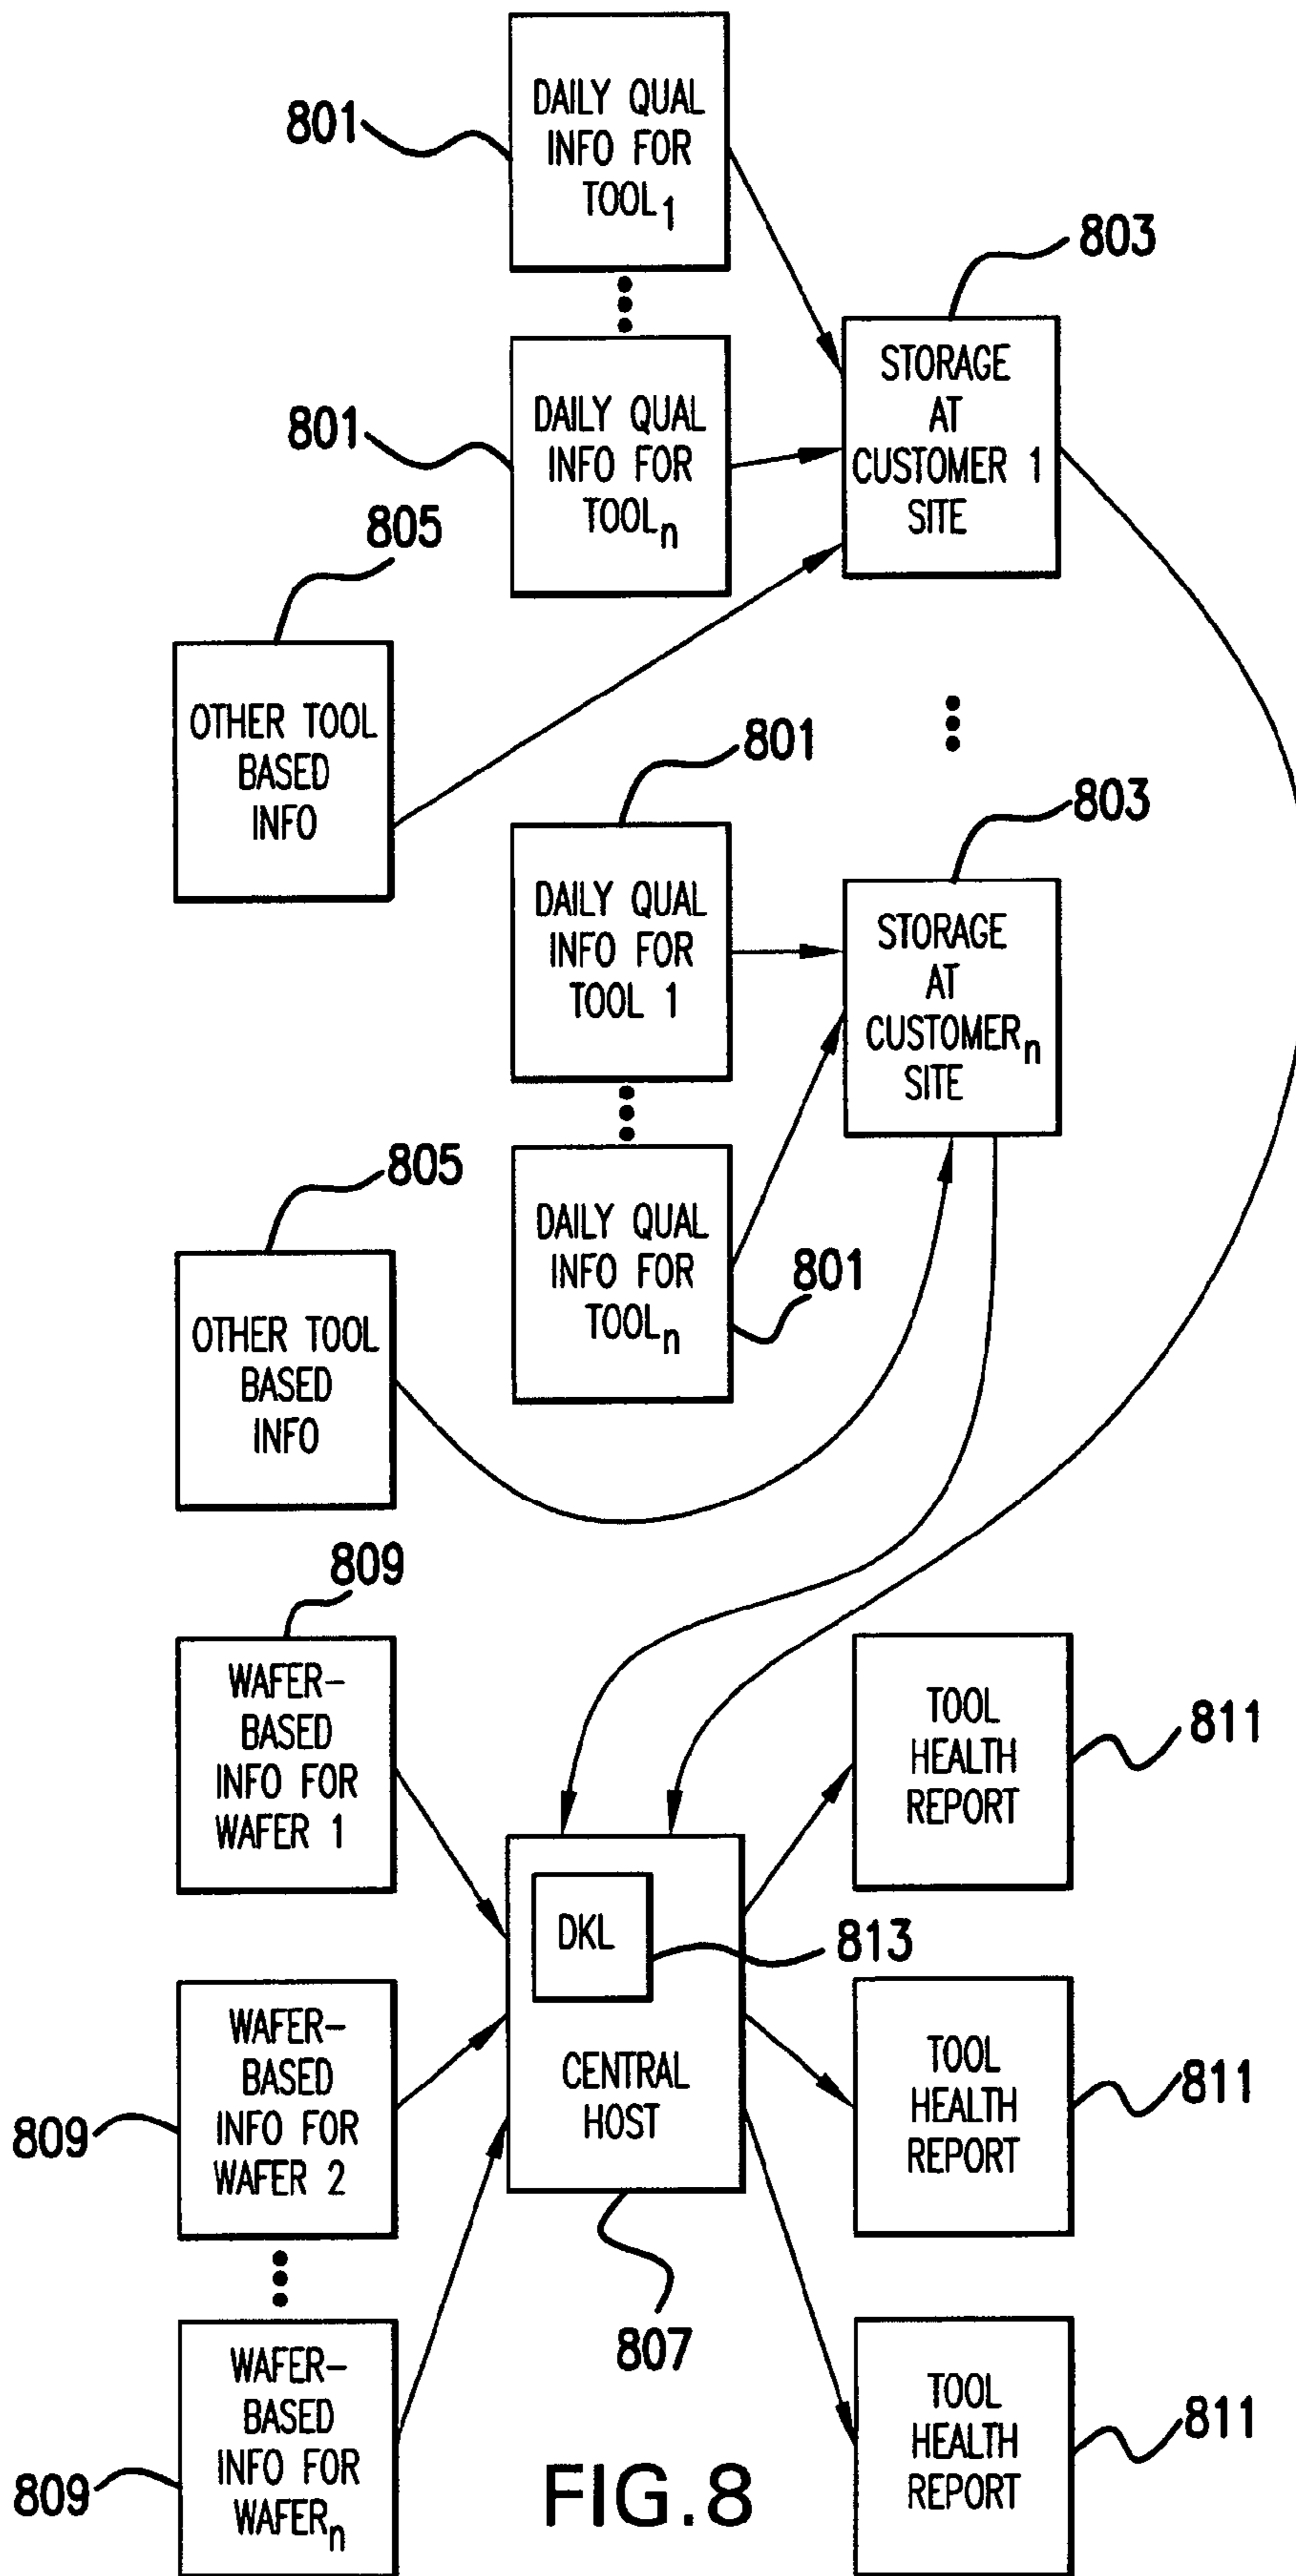 801
DAILY QUAL
INFO FOR
TOOL₁
803
801
DAILY QUAL
INFO FOR
TOOLₙ
STORAGE
AT
CUSTOMER 1
SITE
805
OTHER TOOL
BASED
INFO
801
803
DAILY QUAL
INFO FOR
TOOL 1
STORAGE
AT
CUSTOMERₙ
SITE
805
DAILY QUAL
INFO FOR
TOOLₙ
801
OTHER TOOL
BASED
INFO
809
WAFER-
BASED
INFO FOR
WAFER 1
TOOL
HEALTH
REPORT
811
DKL
813
CENTRAL
HOST
807
809
WAFER-
BASED
INFO FOR
WAFER 2
TOOL
HEALTH
REPORT
811
809
WAFER-
BASED
INFO FOR
WAFERₙ
TOOL
HEALTH
REPORT
811
FIG.8